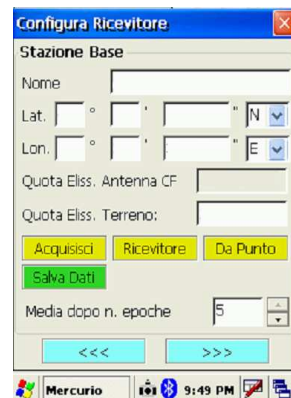 Configura Ricevitore
Stazione Base
Nome
Lat. ° ' " N
Lon. ° ' " E
Quota Eliss. Antenna CF
Quota Eliss. Terreno:
Acquisisci Ricevitore Da Punto
Salva Dati
Media dopo n. epoche 5
<<< >>>
Mercurio 9:49 PM